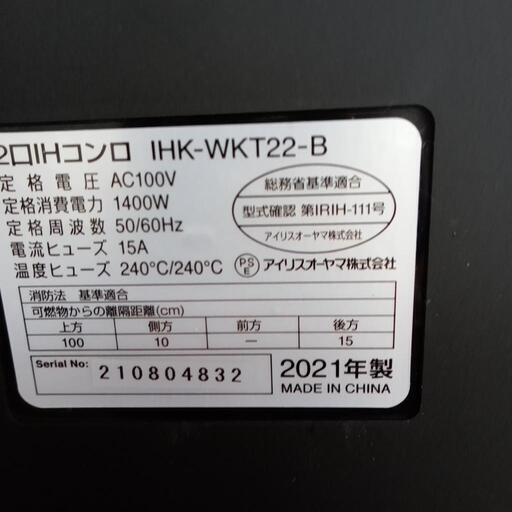 2口IHコンロ IHK-WKT22-B
定格電圧 AC100V
定格消費電力 1400W
定格周波数 50/60Hz
電流ヒューズ 15A
温度ヒューズ 240°C/240°C
総務省基準適合
型式確認 第IRIH-111号
アイリスオーヤマ株式会社
PSE アイリスオーヤマ株式会社
消防法 基準適合
可燃物からの離隔距離(cm)
上方 側方 前方 後方
100 10 — 15
Serial No: 210804832
2021年製
MADE IN CHINA